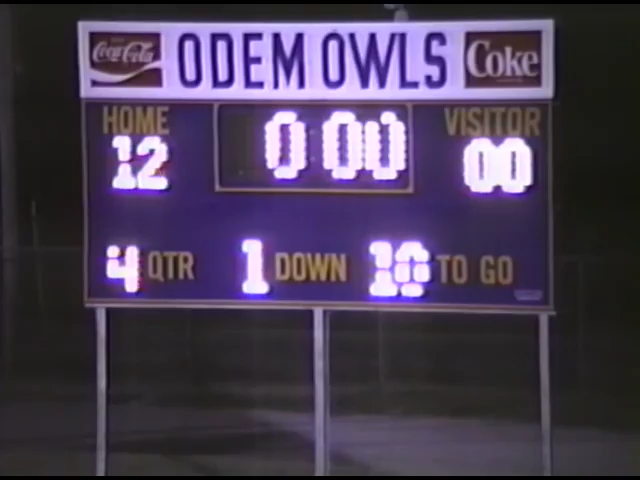 Coca-Cola ODEM OWLS Coke
HOME VISITOR
12 0 00 00
4 QTR 1 DOWN 10 TO GO